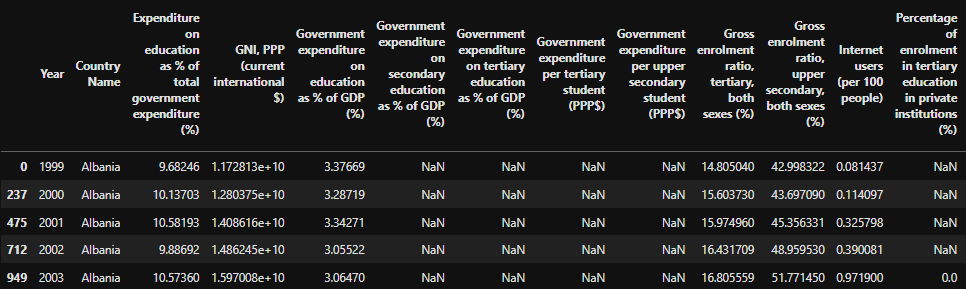 Year Country Name Expenditure on education as % of total government expenditure (%) GNI, PPP (current international $) Government expenditure on education as % of GDP (%) Government expenditure on secondary education as % of GDP (%) Government expenditure on tertiary education as % of GDP (%) Government expenditure per tertiary student (PPP$) Government expenditure per upper secondary student (PPP$) Gross enrolment ratio, tertiary, both sexes (%) Gross enrolment ratio, upper secondary, both sexes (%) Internet users (per 100 people) Percentage of enrolment in tertiary education in private institutions (%)
0 1999 Albania 9.68246 1.172813e+10 3.37669 NaN NaN NaN NaN 14.805040 42.998322 0.081437 NaN
237 2000 Albania 10.13703 1.280375e+10 3.28719 NaN NaN NaN NaN 15.603730 43.697090 0.114097 NaN
475 2001 Albania 10.58193 1.408616e+10 3.34271 NaN NaN NaN NaN 15.974960 45.356331 0.325798 NaN
712 2002 Albania 9.88692 1.486245e+10 3.05522 NaN NaN NaN NaN 16.431709 48.959530 0.390081 NaN
949 2003 Albania 10.57360 1.597008e+10 3.06470 NaN NaN NaN NaN 16.805559 51.771450 0.971900 0.0